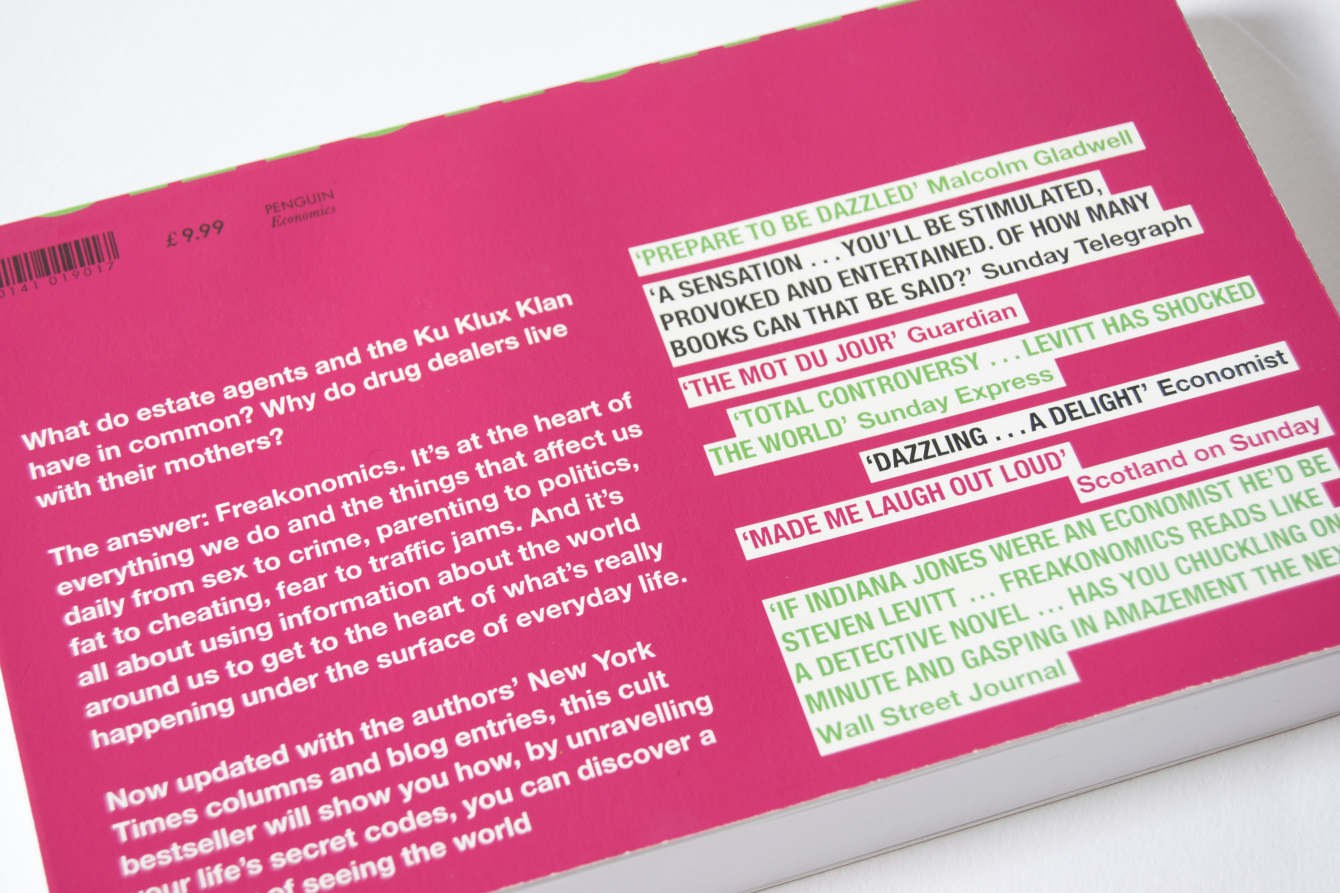 0141 019017
£9.99
PENGUIN
Economics
What do estate agents and the Ku Klux Klan
have in common? Why do drug dealers live
with their mothers?
The answer: Freakonomics. It’s at the heart of
everything we do and the things that affect us
daily from sex to crime, parenting to politics,
fat to cheating, fear to traffic jams. And it’s
all about using information about the world
around us to get to the heart of what’s really
happening under the surface of everyday life.
Now updated with the authors’ New York
Times columns and blog entries, this cult
bestseller will show you how, by unravelling
your life’s secret codes, you can discover a
of seeing the world
‘PREPARE TO BE DAZZLED’ Malcolm Gladwell
‘A SENSATION ... YOU’LL BE STIMULATED,
PROVOKED AND ENTERTAINED. OF HOW MANY
BOOKS CAN THAT BE SAID?’ Sunday Telegraph
‘THE MOT DU JOUR’ Guardian
‘TOTAL CONTROVERSY ... LEVITT HAS SHOCKED
THE WORLD’ Sunday Express
‘DAZZLING ... A DELIGHT’ Economist
‘MADE ME LAUGH OUT LOUD’
Scotland on Sunday
‘IF INDIANA JONES WERE AN ECONOMIST HE’D BE
STEVEN LEVITT ... FREAKONOMICS READS LIKE
A DETECTIVE NOVEL ... HAS YOU CHUCKLING ON
MINUTE AND GASPING IN AMAZEMENT THE NE
Wall Street Journal